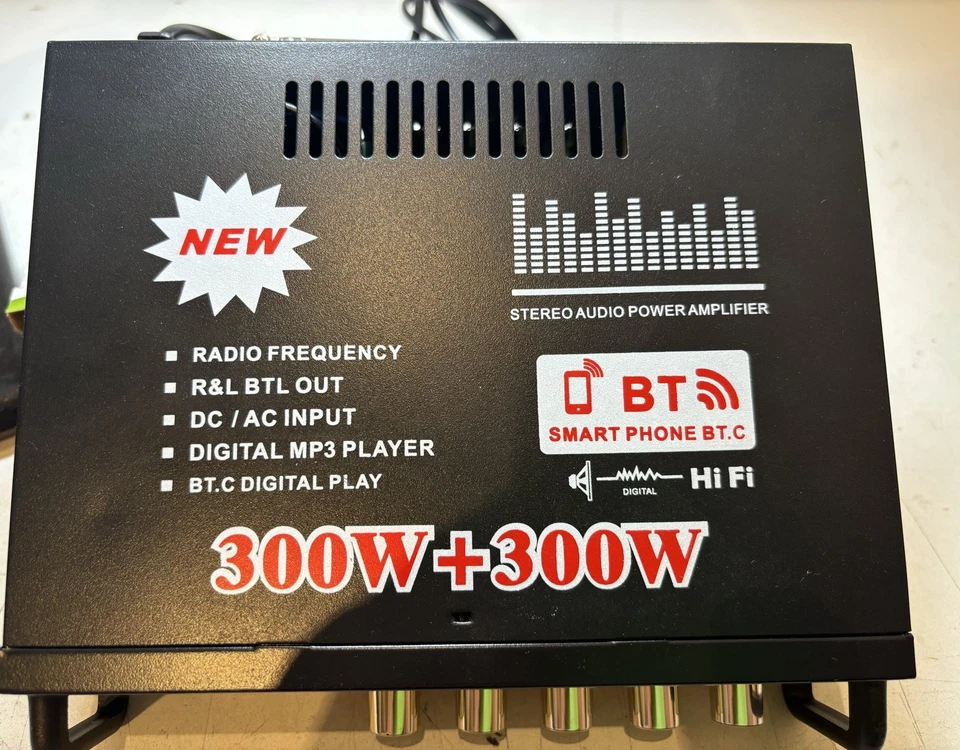 NEW
STEREO AUDIO POWER AMPLIFIER
RADIO FREQUENCY
R&L BTL OUT
DC / AC INPUT
DIGITAL MP3 PLAYER
BT.C DIGITAL PLAY
BT
SMART PHONE BT.C
DIGITAL
Hi Fi
300W+300W